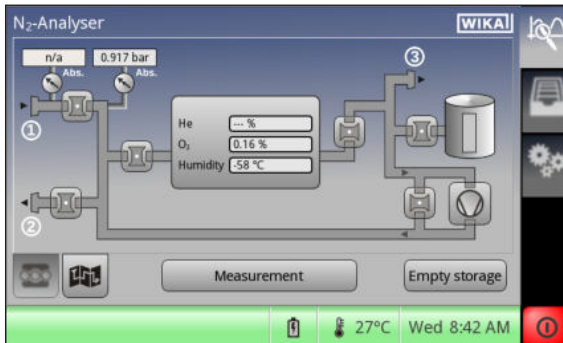 N₂-Analyser
WIKA
n/a
0.917 bar
Abs.
Abs.
③
①
He
--- %
O₂
0.16 %
Humidity
-58 °C
②
Measurement
Empty storage
27°C
Wed 8:42 AM